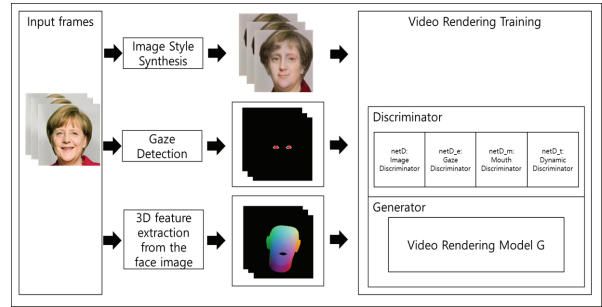 Input frames
Image Style
Synthesis
Gaze
Detection
3D feature
extraction
from the
face image
Video Rendering Training
Discriminator
netD:
Image
Discriminator
netD_e:
Gaze
Discriminator
netD_m:
Mouth
Discriminator
netD_t:
Dynamic
Discriminator
Generator
Video Rendering Model G